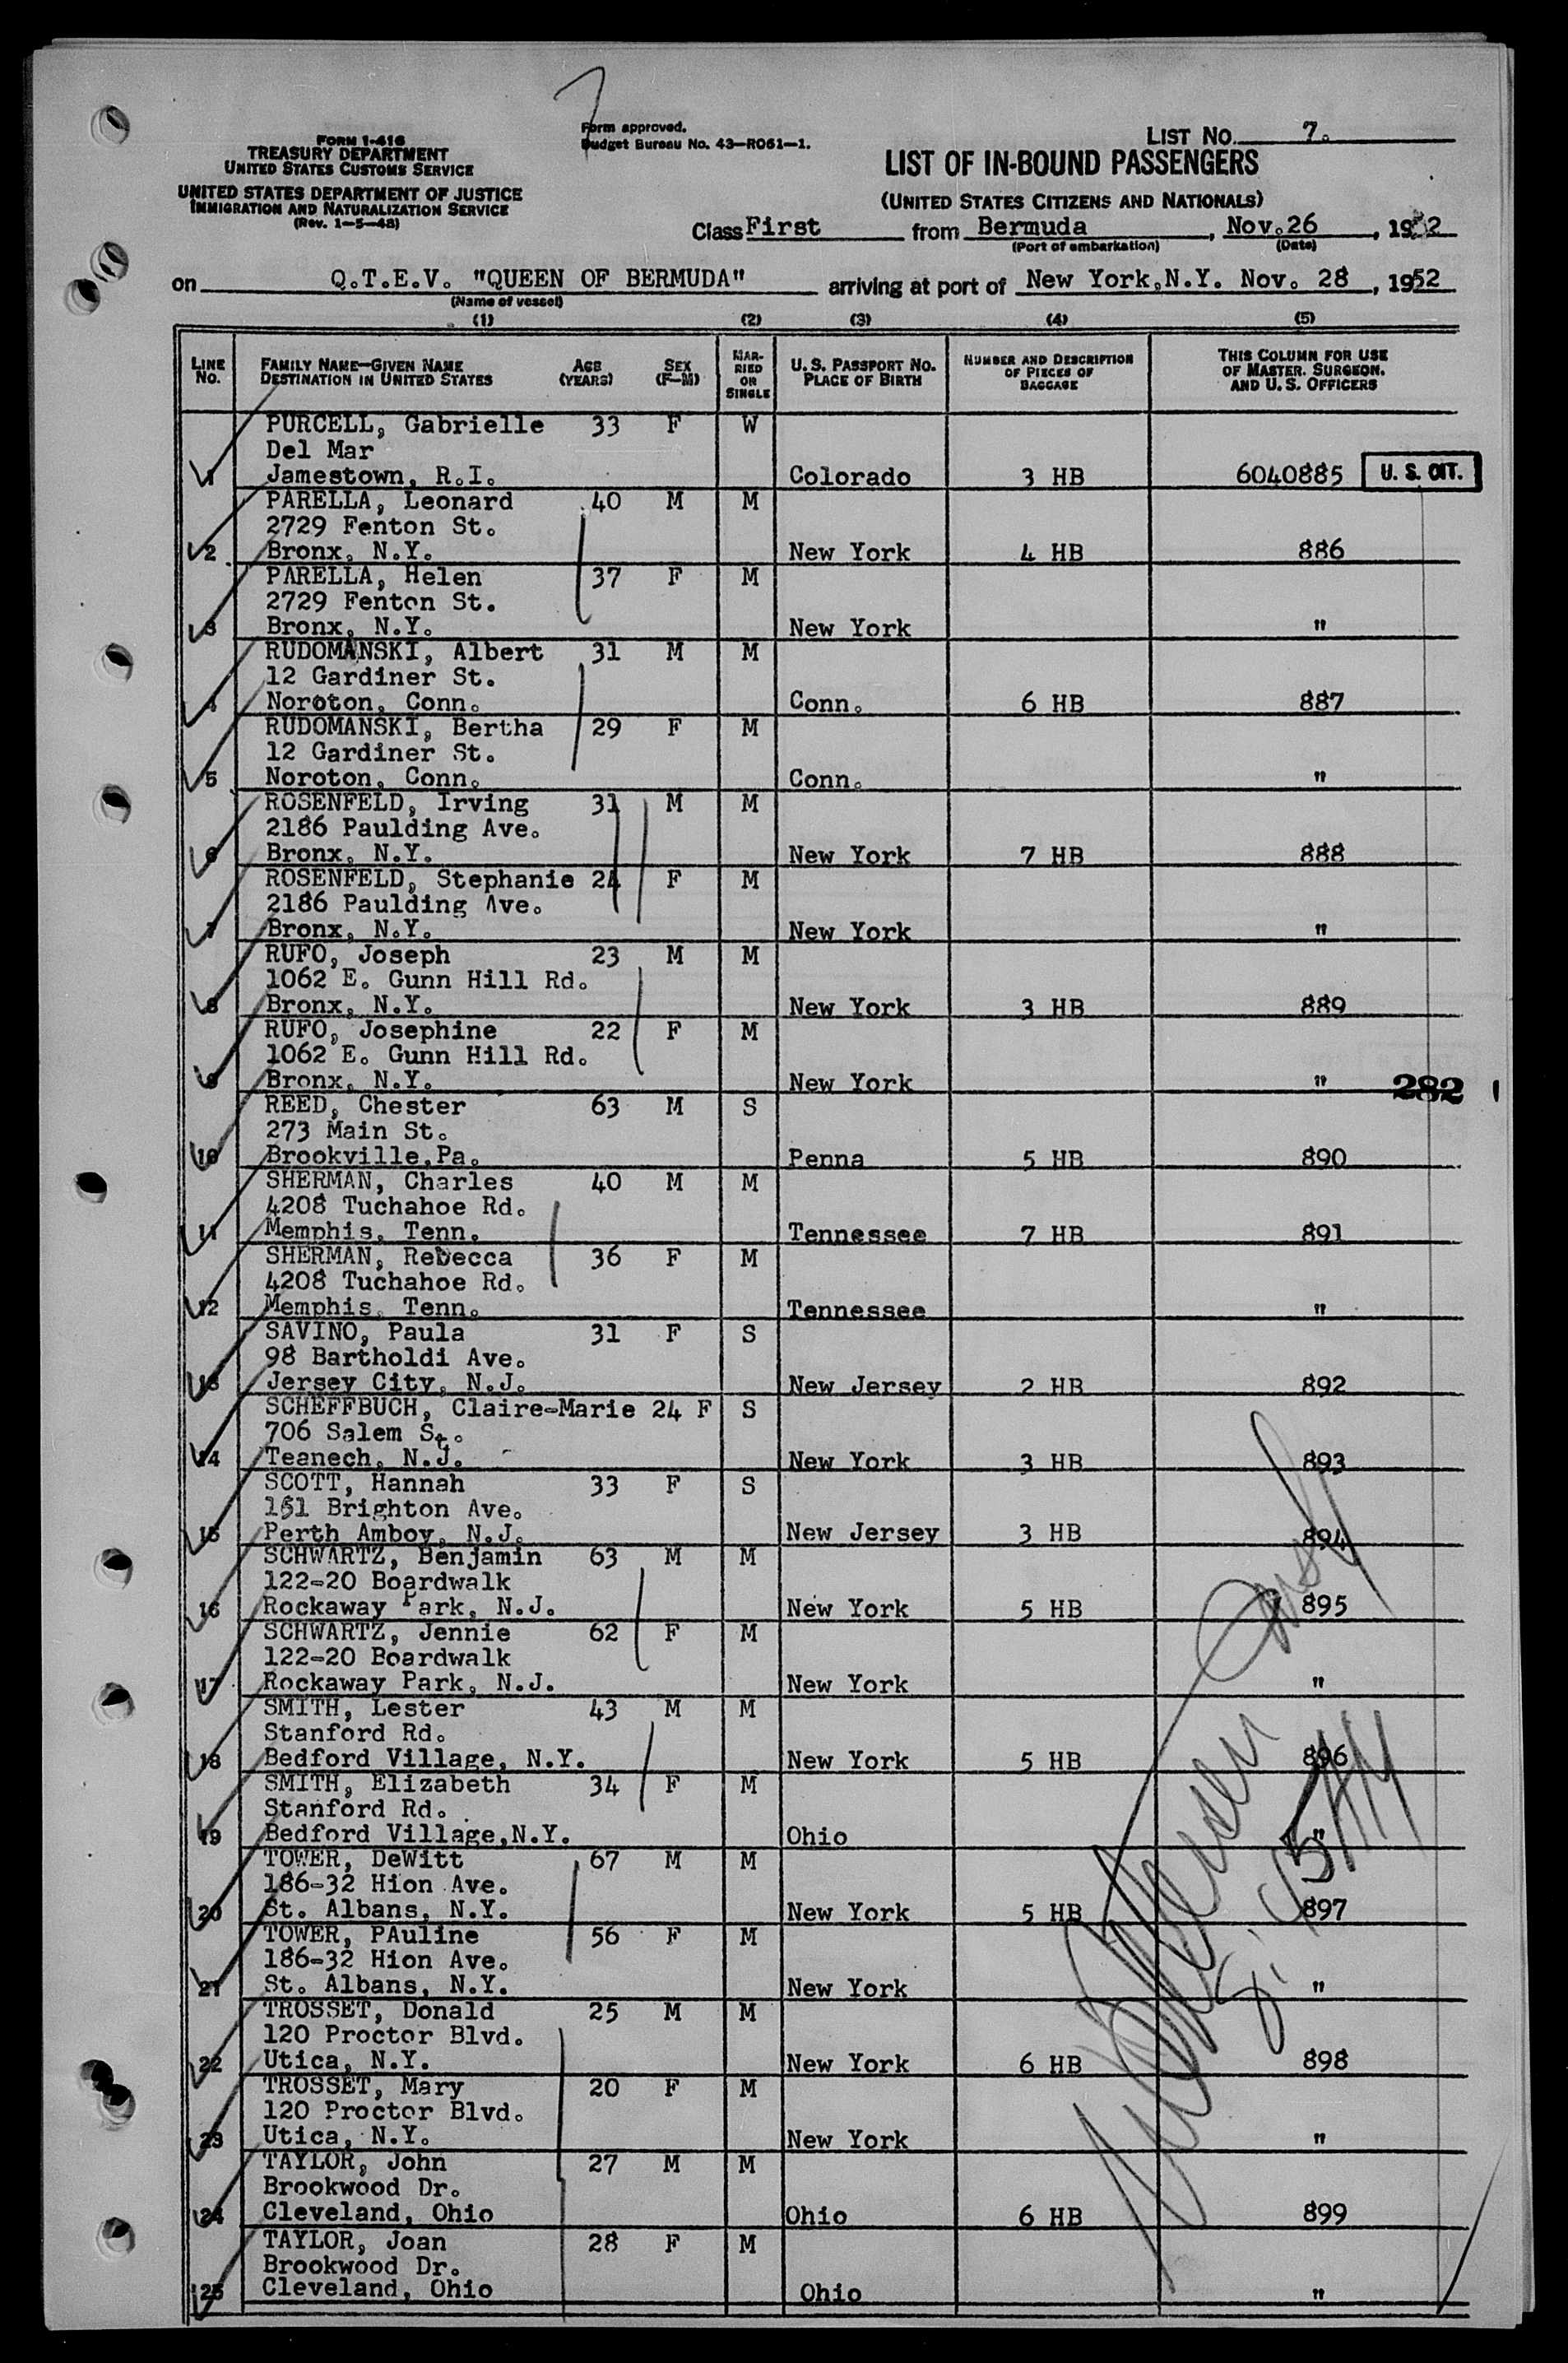 7
FORM I-416
TREASURY DEPARTMENT
UNITED STATES CUSTOMS SERVICE
UNITED STATES DEPARTMENT OF JUSTICE
IMMIGRATION AND NATURALIZATION SERVICE
(Rev. 1-5-48)
Form approved.
Budget Bureau No. 43-R061-1.
LIST NO. 7.
LIST OF IN-BOUND PASSENGERS
(UNITED STATES CITIZENS AND NATIONALS)
Class First from Bermuda, Nov. 26, 1952
(Port of embarkation) (Date)
on Q.T.E.V. "QUEEN OF BERMUDA" arriving at port of New York, N.Y. Nov. 28, 1952
(Name of vessel)
(1) (2) (3) (4) (5)
LINE No. FAMILY NAME—GIVEN NAME DESTINATION IN UNITED STATES AGE (YEARS) SEX (F—M) MARRIED OR SINGLE U. S. PASSPORT NO. PLACE OF BIRTH NUMBER AND DESCRIPTION OF PIECES OF BAGGAGE THIS COLUMN FOR USE OF MASTER, SURGEON, AND U. S. OFFICERS
PURCELL, Gabrielle 33 F W
Del Mar
1 Jamestown, R.I. Colorado 3 HB 6040885 U. S. CIT.
PARELLA, Leonard 40 M M
2729 Fenton St.
2 Bronx, N.Y. New York 4 HB 886
PARELLA, Helen 37 F M
2729 Fenton St.
3 Bronx, N.Y. New York "
RUDOMANSKI, Albert 31 M M
12 Gardiner St.
4 Noroton, Conn. Conn. 6 HB 887
RUDOMANSKI, Bertha 29 F M
12 Gardiner St.
5 Noroton, Conn. Conn. "
ROSENFELD, Irving 31 M M
2186 Paulding Ave.
6 Bronx, N.Y. New York 7 HB 888
ROSENFELD, Stephanie 24 F M
2186 Paulding Ave.
7 Bronx, N.Y. New York "
RUFO, Joseph 23 M M
1062 E. Gunn Hill Rd.
8 Bronx, N.Y. New York 3 HB 889
RUFO, Josephine 22 F M
1062 E. Gunn Hill Rd.
9 Bronx, N.Y. New York " 282
REED, Chester 63 M S
273 Main St.
10 Brookville, Pa. Penna 5 HB 890
SHERMAN, Charles 40 M M
4208 Tuchahoe Rd.
11 Memphis, Tenn. Tennessee 7 HB 891
SHERMAN, Rebecca 36 F M
4208 Tuchahoe Rd.
12 Memphis, Tenn. Tennessee "
SAVINO, Paula 31 F S
98 Bartholdi Ave.
13 Jersey City, N.J. New Jersey 2 HB 892
SCHEFFBUCH, Claire-Marie 24 F S
706 Salem St.
14 Teanech, N.J. New York 3 HB 893
SCOTT, Hannah 33 F S
151 Brighton Ave.
15 Perth Amboy, N.J. New Jersey 3 HB 894
SCHWARTZ, Benjamin 63 M M
122-20 Boardwalk
16 Rockaway Park, N.J. New York 5 HB 895
SCHWARTZ, Jennie 62 F M
122-20 Boardwalk
17 Rockaway Park, N.J. New York "
SMITH, Lester 43 M M
Stanford Rd.
18 Bedford Village, N.Y. New York 5 HB 896
SMITH, Elizabeth 34 F M
Stanford Rd.
19 Bedford Village, N.Y. Ohio "
TOWER, DeWitt 67 M M
186-32 Hion Ave.
20 St. Albans, N.Y. New York 5 HB 897
TOWER, PAuline 56 F M
186-32 Hion Ave.
21 St. Albans, N.Y. New York "
TROSSET, Donald 25 M M
120 Proctor Blvd.
22 Utica, N.Y. New York 6 HB 898
TROSSET, Mary 20 F M
120 Proctor Blvd.
23 Utica, N.Y. New York "
TAYLOR, John 27 M M
Brookwood Dr.
24 Cleveland, Ohio Ohio 6 HB 899
TAYLOR, Joan 28 F M
Brookwood Dr.
25 Cleveland, Ohio Ohio "